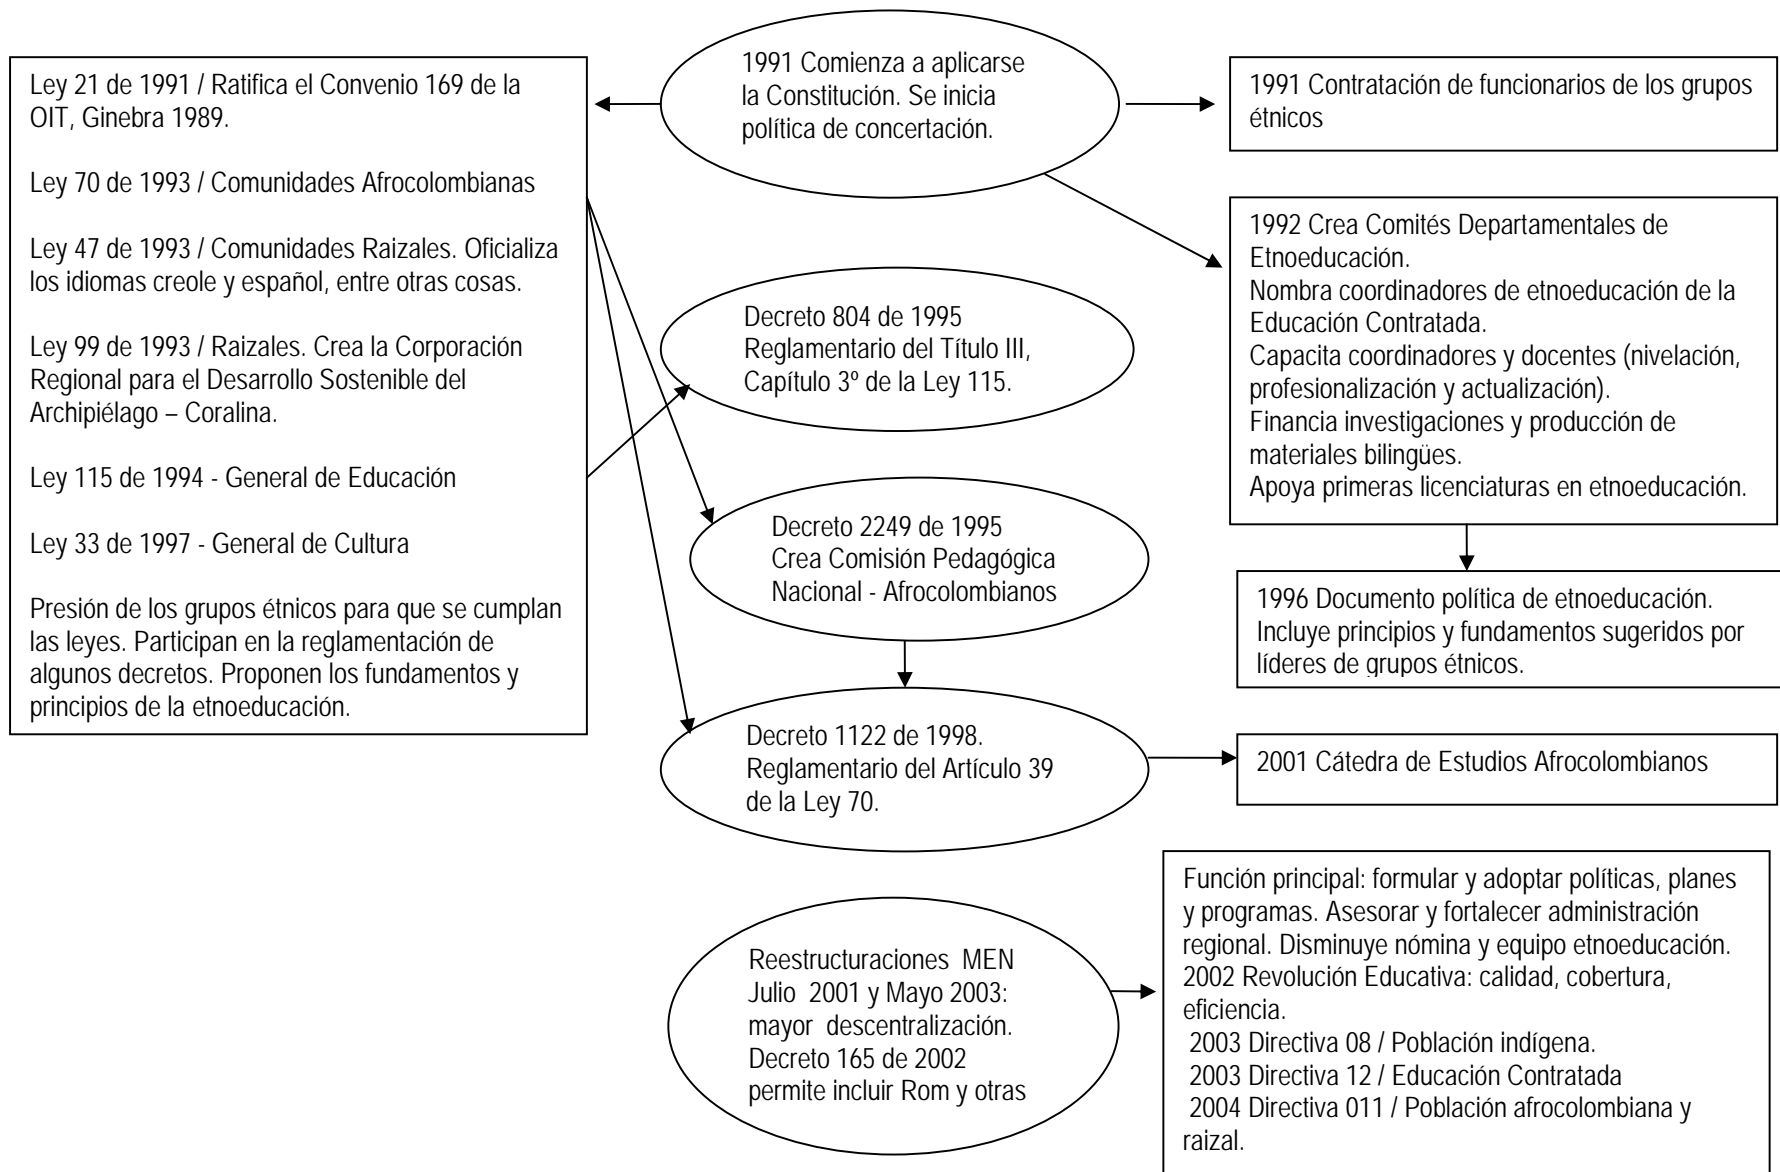 Ley 21 de 1991 / Ratifica el Convenio 169 de la
OIT, Ginebra 1989.
Ley 70 de 1993 / Comunidades Afrocolombianas
Ley 47 de 1993 / Comunidades Raizales. Oficializa
los idiomas creole y español, entre otras cosas.
Ley 99 de 1993 / Raizales. Crea la Corporación
Regional para el Desarrollo Sostenible del
Archipiélago – Coralina.
Ley 115 de 1994 - General de Educación
Ley 33 de 1997 - General de Cultura
Presión de los grupos étnicos para que se cumplan
las leyes. Participan en la reglamentación de
algunos decretos. Proponen los fundamentos y
principios de la etnoeducación.
1991 Comienza a aplicarse
la Constitución. Se inicia
política de concertación.
Decreto 804 de 1995
Reglamentario del Título III,
Capítulo 3º de la Ley 115.
Decreto 2249 de 1995
Crea Comisión Pedagógica
Nacional - Afrocolombianos
Decreto 1122 de 1998.
Reglamentario del Artículo 39
de la Ley 70.
Reestructuraciones MEN
Julio 2001 y Mayo 2003:
mayor descentralización.
Decreto 165 de 2002
permite incluir Rom y otras
1991 Contratación de funcionarios de los grupos
étnicos
1992 Crea Comités Departamentales de
Etnoeducación.
Nombra coordinadores de etnoeducación de la
Educación Contratada.
Capacita coordinadores y docentes (nivelación,
profesionalización y actualización).
Financia investigaciones y producción de
materiales bilingües.
Apoya primeras licenciaturas en etnoeducación.
1996 Documento política de etnoeducación.
Incluye principios y fundamentos sugeridos por
líderes de grupos étnicos.
2001 Cátedra de Estudios Afrocolombianos
Función principal: formular y adoptar políticas, planes
y programas. Asesorar y fortalecer administración
regional. Disminuye nómina y equipo etnoeducación.
2002 Revolución Educativa: calidad, cobertura,
eficiencia.
2003 Directiva 08 / Población indígena.
2003 Directiva 12 / Educación Contratada
2004 Directiva 011 / Población afrocolombiana y
raizal.